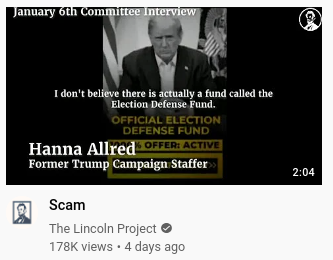 January 6th Committee Interview
I don't believe there is actually a fund called the
Election Defense Fund.
OFFICIAL ELECTION
DEFENSE FUND
OFFER: ACTIVE
Hanna Allred
Former Trump Campaign Staffer
2:04
Scam
The Lincoln Project
178K views • 4 days ago